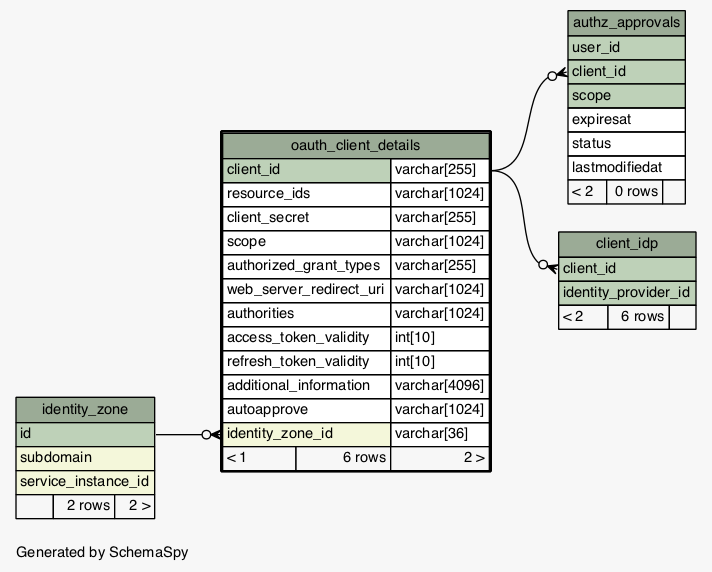 authz_approvals
user_id
client_id
scope
expiresat
status
lastmodifiedat
< 2 0 rows
oauth_client_details
client_id varchar[255]
resource_ids varchar[1024]
client_secret varchar[255]
scope varchar[1024]
authorized_grant_types varchar[255]
web_server_redirect_uri varchar[1024]
authorities varchar[1024]
access_token_validity int[10]
refresh_token_validity int[10]
additional_information varchar[4096]
autoapprove varchar[1024]
identity_zone_id varchar[36]
< 1 6 rows 2 >
client_idp
client_id
identity_provider_id
< 2 6 rows
identity_zone
id
subdomain
service_instance_id
2 rows 2 >
Generated by SchemaSpy